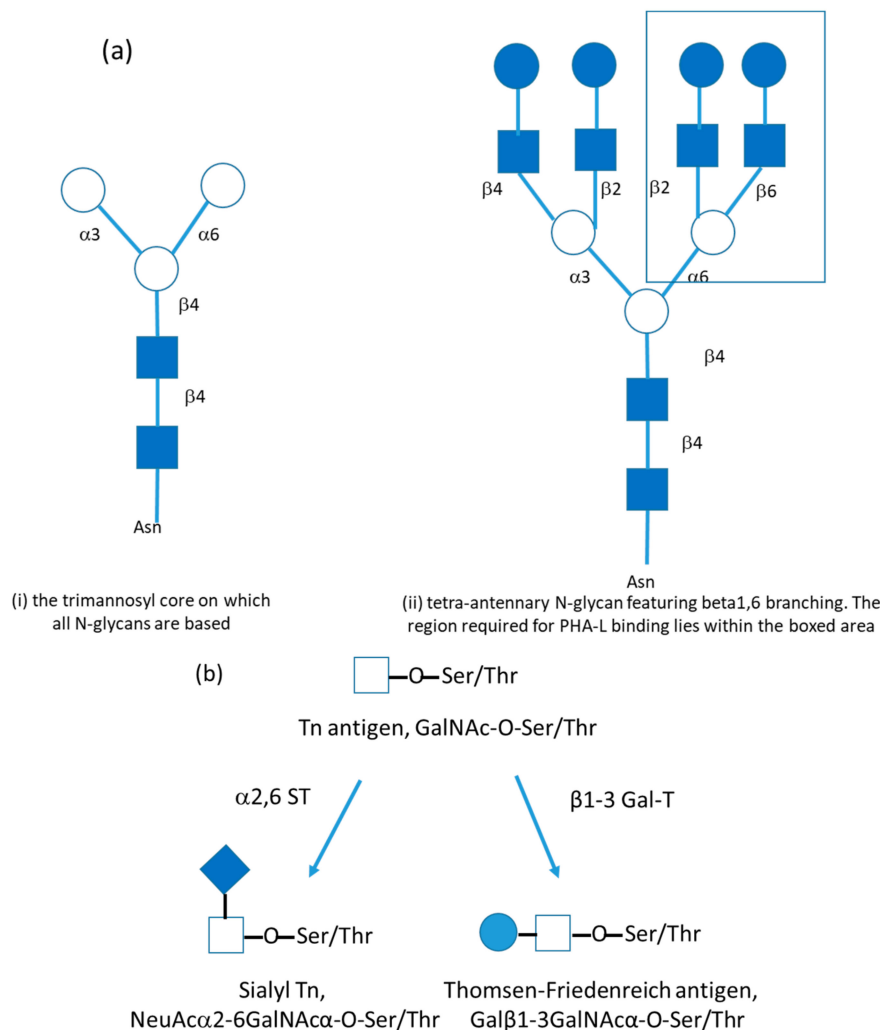 (a)
α3
α6
β4
β4
Asn
(i) the trimannosyl core on which
all N-glycans are based
β4
β2
β2
β6
α3
α6
β4
β4
Asn
(ii) tetra-antennary N-glycan featuring beta1,6 branching. The
region required for PHA-L binding lies within the boxed area
(b)
O Ser/Thr
Tn antigen, GalNAc-O-Ser/Thr
α2,6 ST
β1-3 Gal-T
O Ser/Thr
O Ser/Thr
Sialyl Tn,
NeuAcα2-6GalNAcα-O-Ser/Thr
Thomsen-Friedenreich antigen,
Galβ1-3GalNAcα-O-Ser/Thr